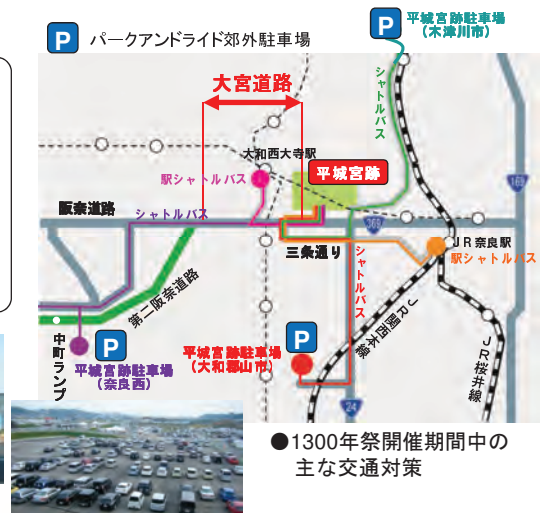 P パークアンドライド郊外駐車場
P 平城宮跡駐車場
(木津川市)
大宮道路
シャトルバス
大和西大寺駅
駅シャトルバス
平城宮跡
169
阪奈道路
シャトルバス
369
三条通り
シャトルバス
JR奈良駅
駅シャトルバス
第二阪奈道路
中町ランプ
P
平城宮跡駐車場
(奈良西)
P
平城宮跡駐車場
(大和郡山市)
JR関西本線
JR桜井線
24
●1300年祭開催期間中の
主な交通対策